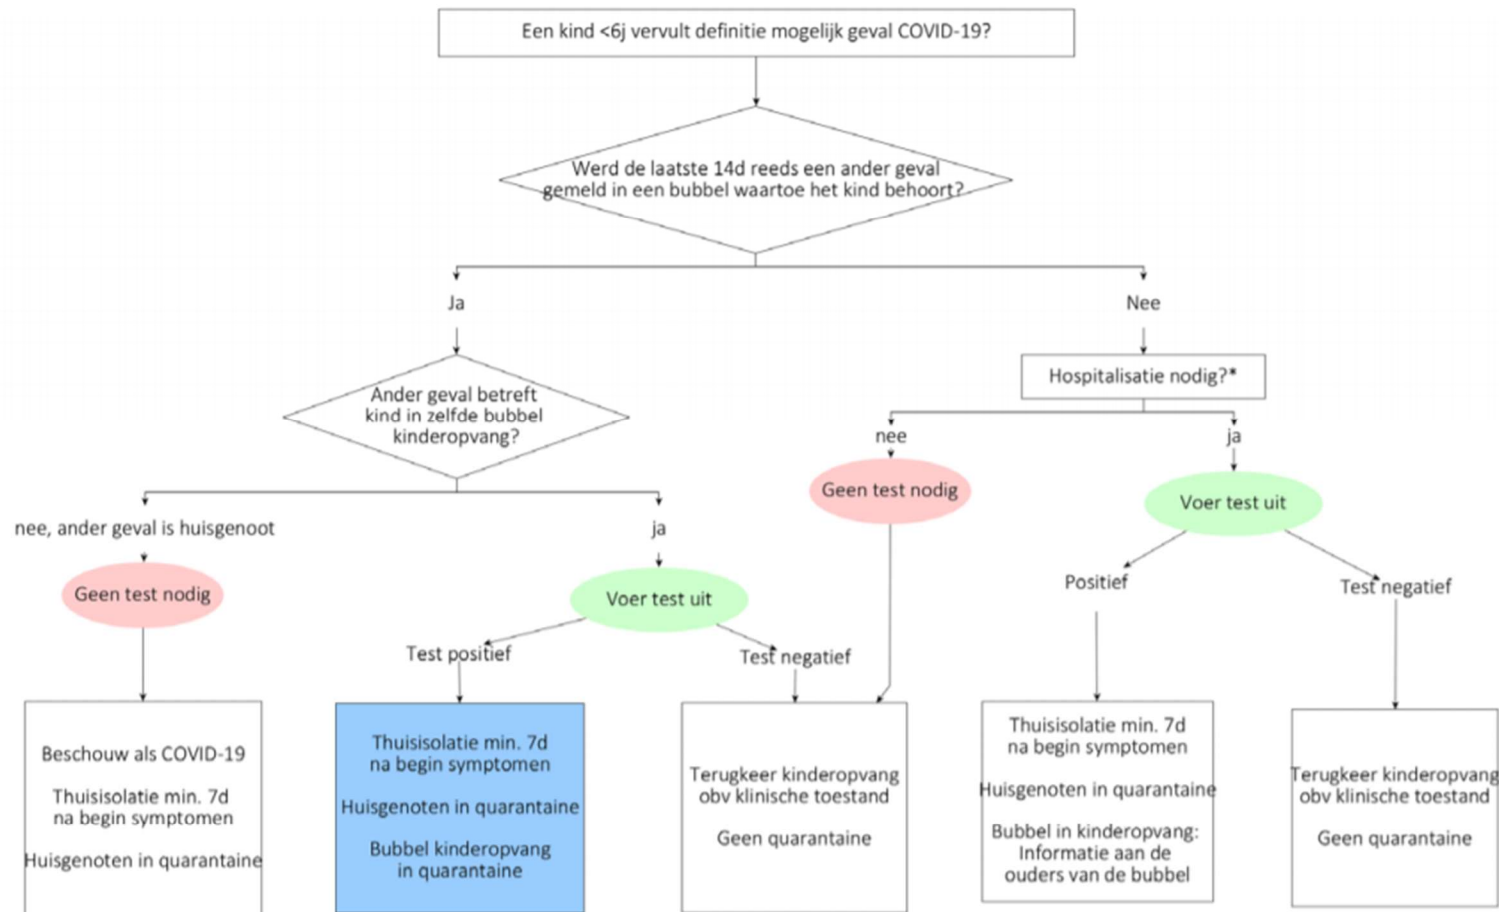 Een kind <6j vervult definitie mogelijk geval COVID-19?
Werd de laatste 14d reeds een ander geval
gemeld in een bubbel waartoe het kind behoort?
Ja
Nee
Ander geval betreft
kind in zelfde bubbel
kinderopvang?
Hospitalisatie nodig?*
nee
ja
Geen test nodig
Voer test uit
nee, ander geval is huisgenoot
ja
Geen test nodig
Voer test uit
Positief
Test negatief
Test positief
Test negatief
Beschouw als COVID-19
Thuisisolatie min. 7d
na begin symptomen
Huisgenoten in quarantaine
Thuisisolatie min. 7d
na begin symptomen
Huisgenoten in quarantaine
Bubbel kinderopvang
in quarantaine
Terugkeer kinderopvang
obv klinische toestand
Geen quarantaine
Thuisisolatie min. 7d
na begin symptomen
Huisgenoten in quarantaine
Bubbel in kinderopvang:
Informatie aan de
ouders van de bubbel
Terugkeer kinderopvang
obv klinische toestand
Geen quarantaine